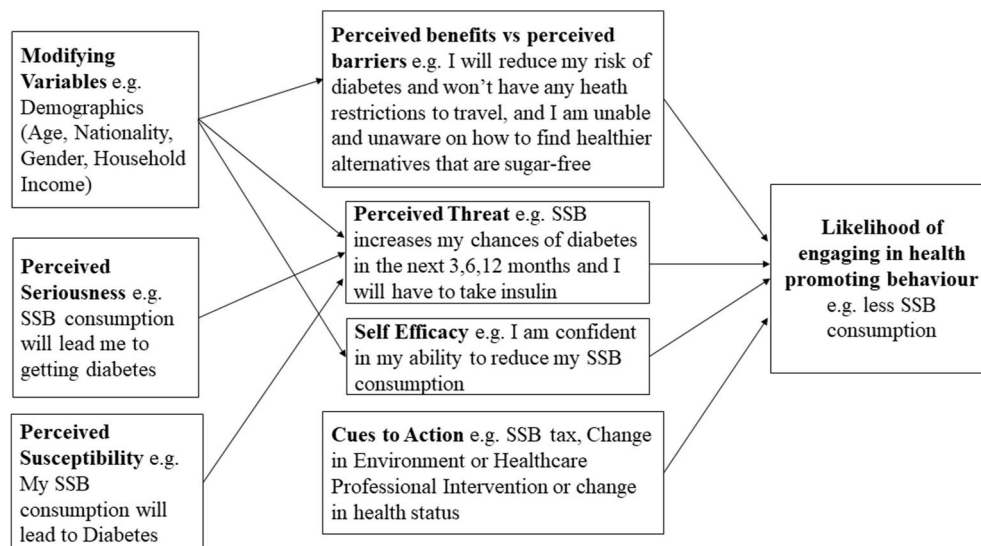 Modifying
Variables e.g.
Demographics
(Age, Nationality,
Gender, Household
Income)
Perceived
Seriousness e.g.
SSB consumption
will lead me to
getting diabetes
Perceived
Susceptibility e.g.
My SSB
consumption will
lead to Diabetes
Perceived benefits vs perceived
barriers e.g. I will reduce my risk of
diabetes and won’t have any heath
restrictions to travel, and I am unable
and unaware on how to find healthier
alternatives that are sugar-free
Perceived Threat e.g. SSB
increases my chances of diabetes
in the next 3,6,12 months and I
will have to take insulin
Self Efficacy e.g. I am confident
in my ability to reduce my SSB
consumption
Cues to Action e.g. SSB tax, Change
in Environment or Healthcare
Professional Intervention or change
in health status
Likelihood of
engaging in health
promoting behaviour
e.g. less SSB
consumption